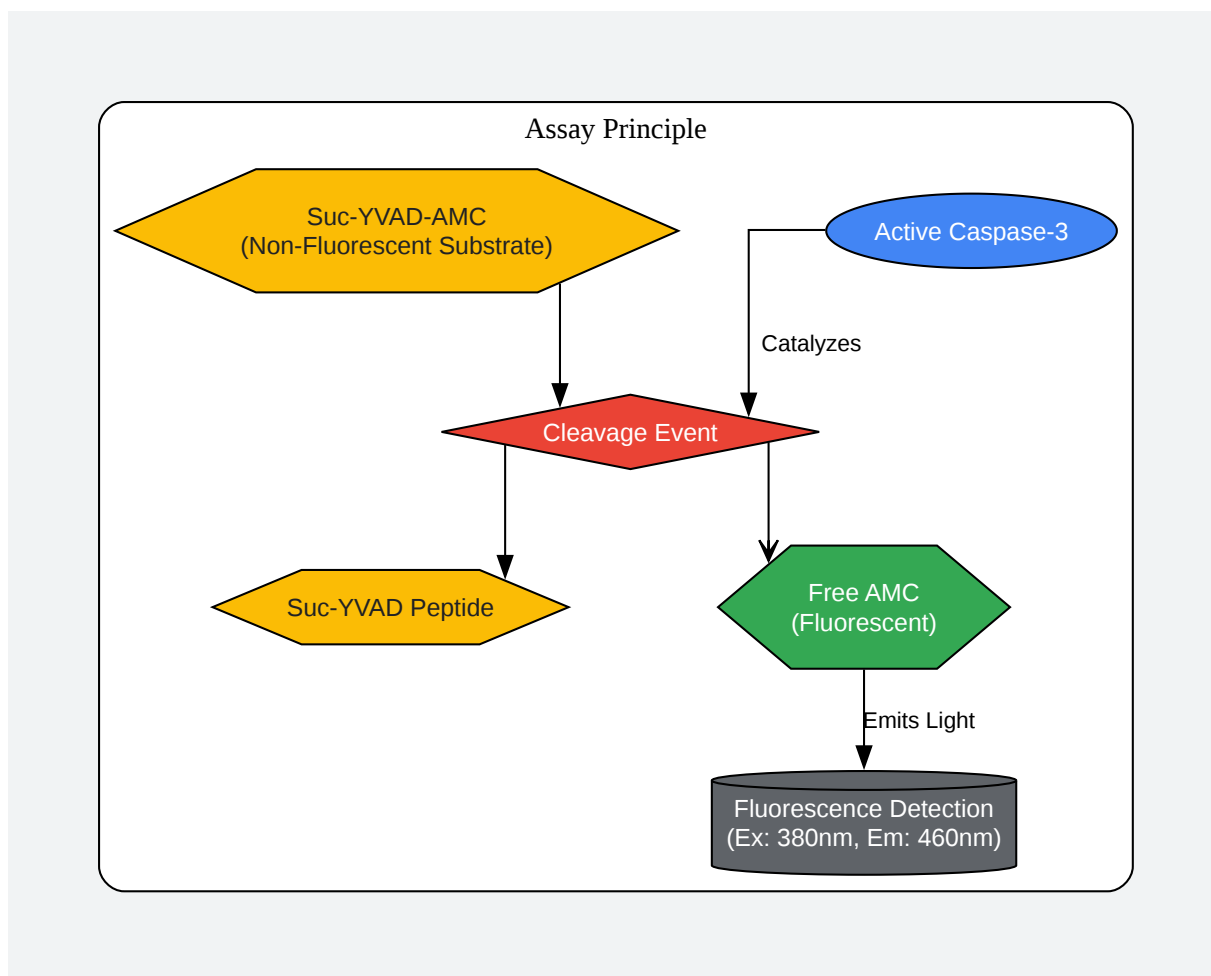 Assay Principle
Suc-YVAD-AMC
(Non-Fluorescent Substrate)
Active Caspase-3
Catalyzes
Cleavage Event
Suc-YVAD Peptide
Free AMC
(Fluorescent)
Emits Light
Fluorescence Detection
(Ex: 380nm, Em: 460nm)